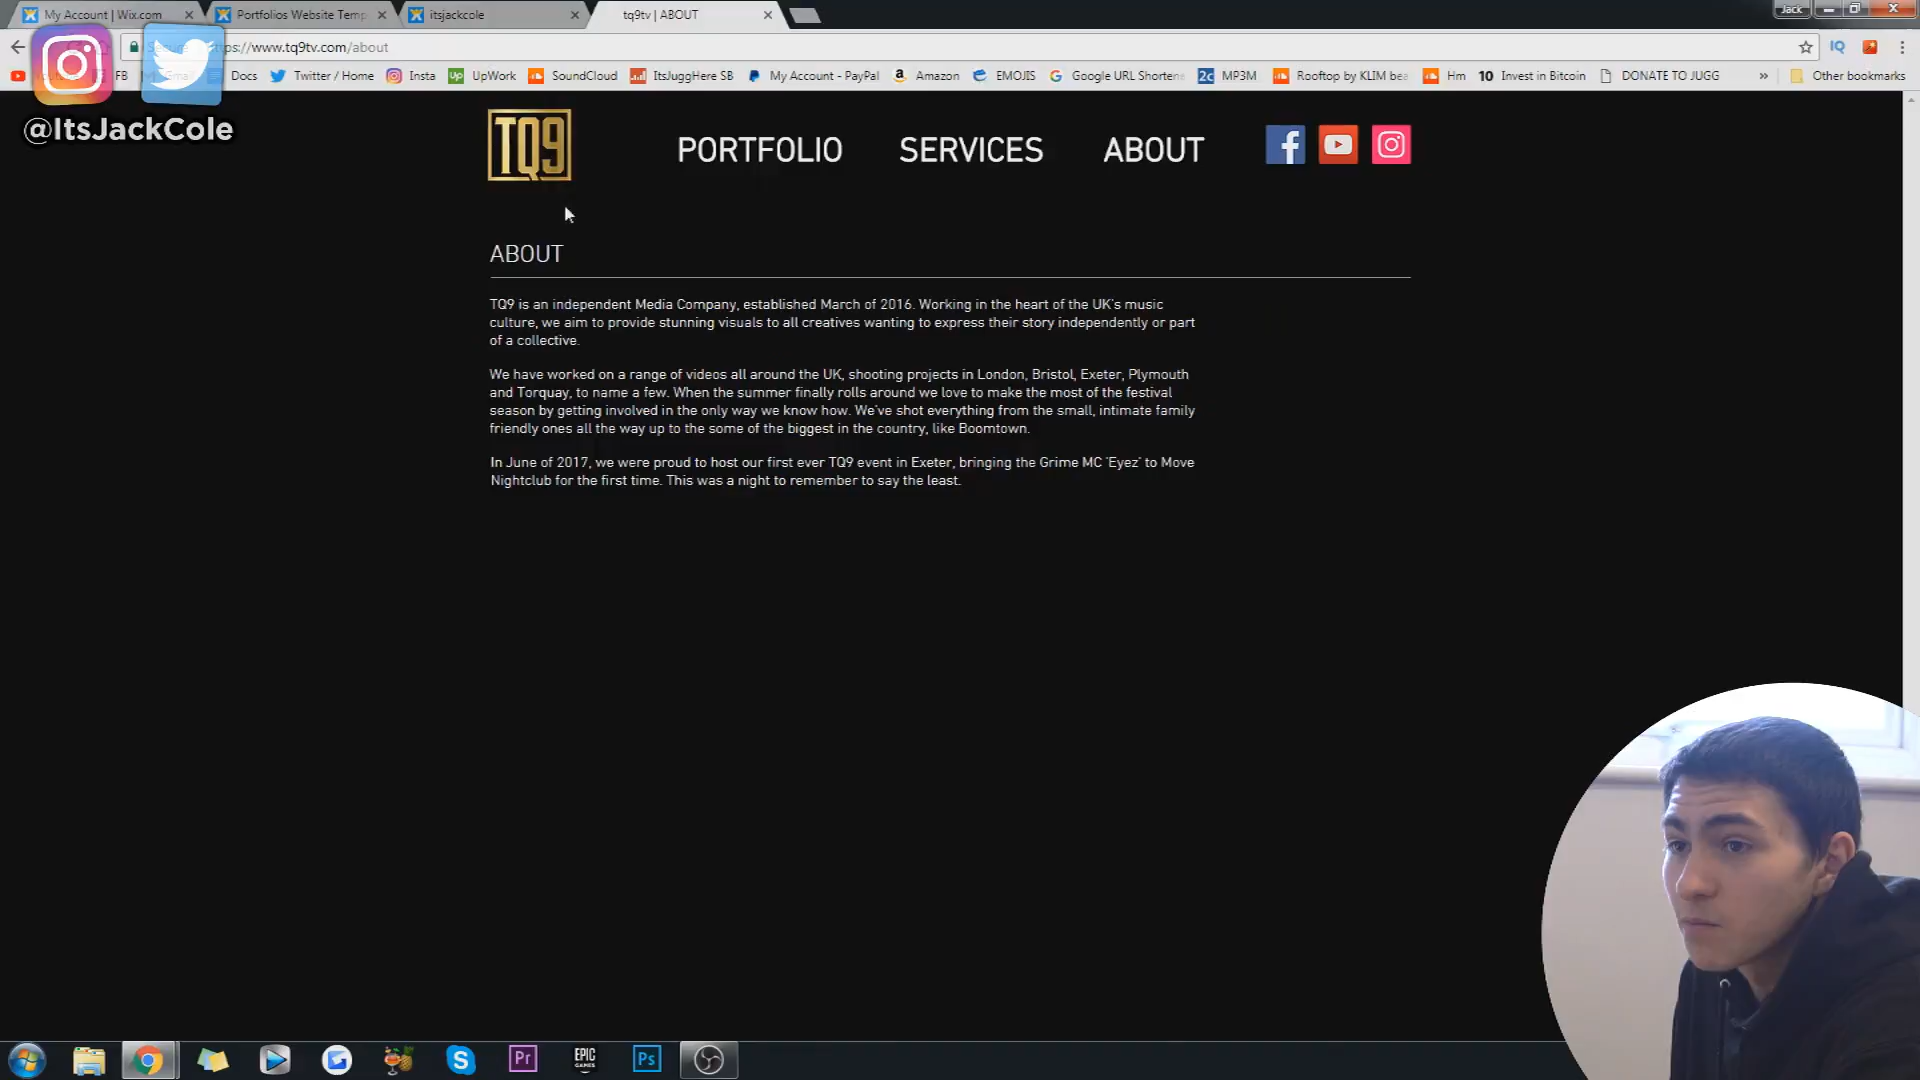 My Account | Wix.com
Portfolios Website Temp
itsjackcole
tq9tv | ABOUT
Jack
ps://www.tq9tv.com/about
FB
Docs
Twitter / Home
Insta
Up UpWork
SoundCloud
ItsJuggHere SB
My Account - PayPal
a Amazon
EMOJIS
G Google URL Shortene
2c MP3M
Rooftop by KLIM bea
Hm
10 Invest in Bitcoin
DONATE TO JUGG
»
Other bookmarks
IQ
@ItsJackCole
TQ9
PORTFOLIO
SERVICES
ABOUT
ABOUT
TQ9 is an independent Media Company, established March of 2016. Working in the heart of the UK's music
culture, we aim to provide stunning visuals to all creatives wanting to express their story independently or part
of a collective.
We have worked on a range of videos all around the UK, shooting projects in London, Bristol, Exeter, Plymouth
and Torquay, to name a few. When the summer finally rolls around we love to make the most of the festival
season by getting involved in the only way we know how. We've shot everything from the small, intimate family
friendly ones all the way up to the some of the biggest in the country, like Boomtown.
In June of 2017, we were proud to host our first ever TQ9 event in Exeter, bringing the Grime MC 'Eyez' to Move
Nightclub for the first time. This was a night to remember to say the least.
S
Pr
EPIC
GAMES
Ps